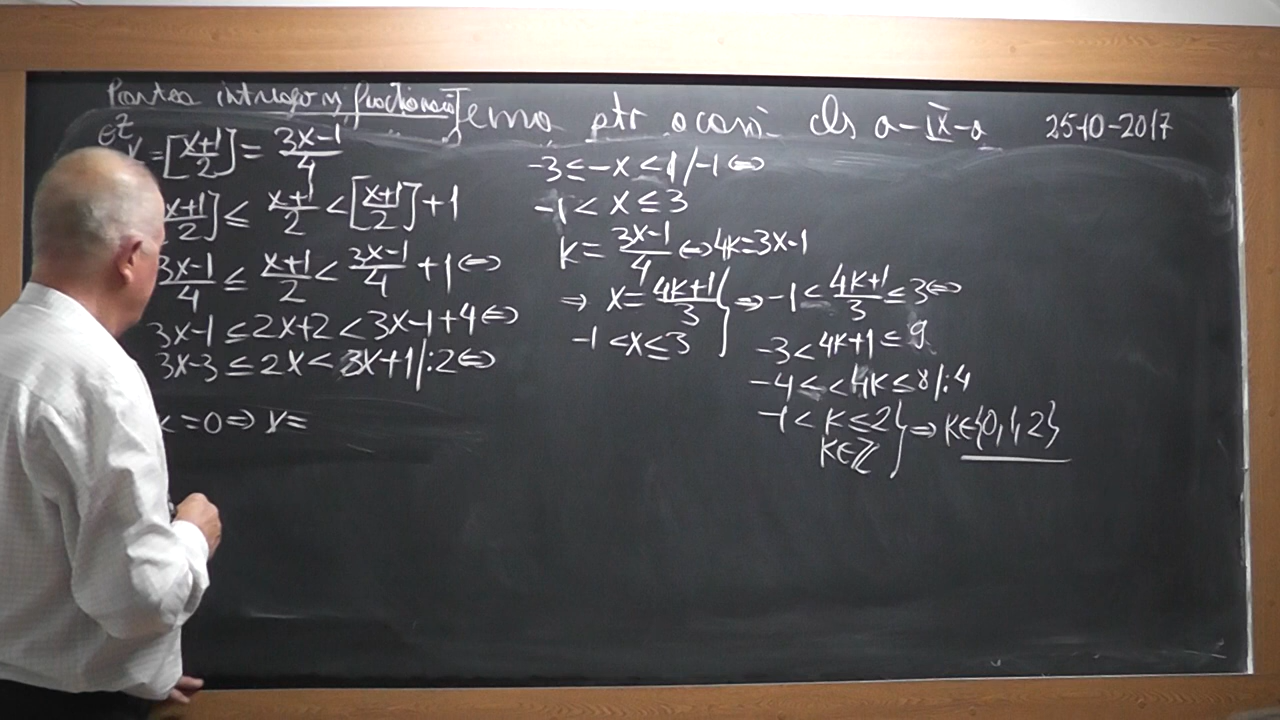 Partea întreagă și fracționară Temă ptr acasă cls a-IX-a 25-10-2017
K=[x+1/2]=3x-1/4
[x+1/2]≤x+1/2<[x+1/2]+1
3x-1/4≤x+1/2<3x-1/4+1⇔
3x-1≤2x+2<3x-1+4⇔
3x-3≤2x<3x+1/:2⇔
K=0⇒x=
-3≤-x<1/-1⇔
-1<x≤3
K=3x-1/4⇔4K=3x-1
⇒x=4K+1/3}⇒-1<4K+1/3≤3⇔
-1<x≤3
-3<4K+1≤9
-4<<4K≤8/:4
-1<K≤2}⇒K∈{0,1,2}
K∈ℤ